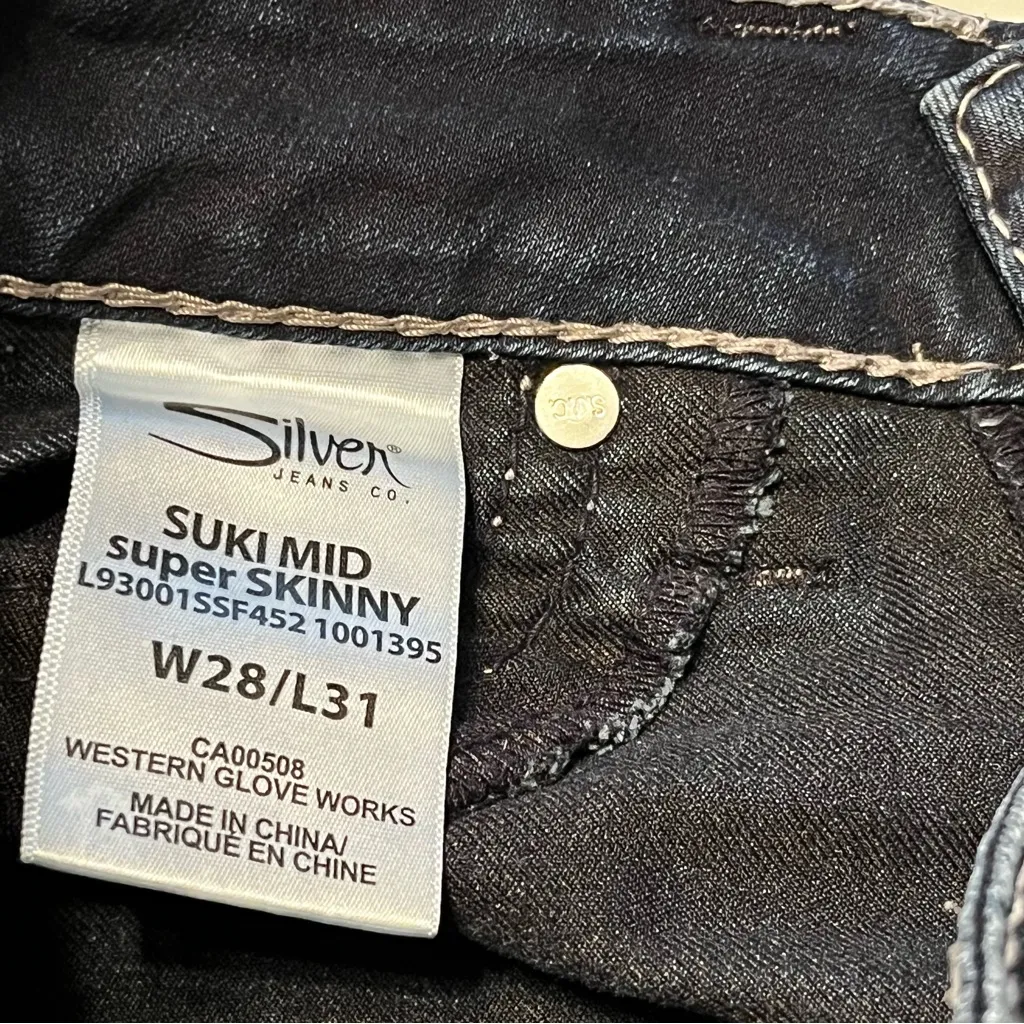 Silver®
JEANS CO.
SUKI MID
super SKINNY
L93001SSF452 1001395
W28/L31
CA00508
WESTERN GLOVE WORKS
MADE IN CHINA/
FABRIQUÉ EN CHINE